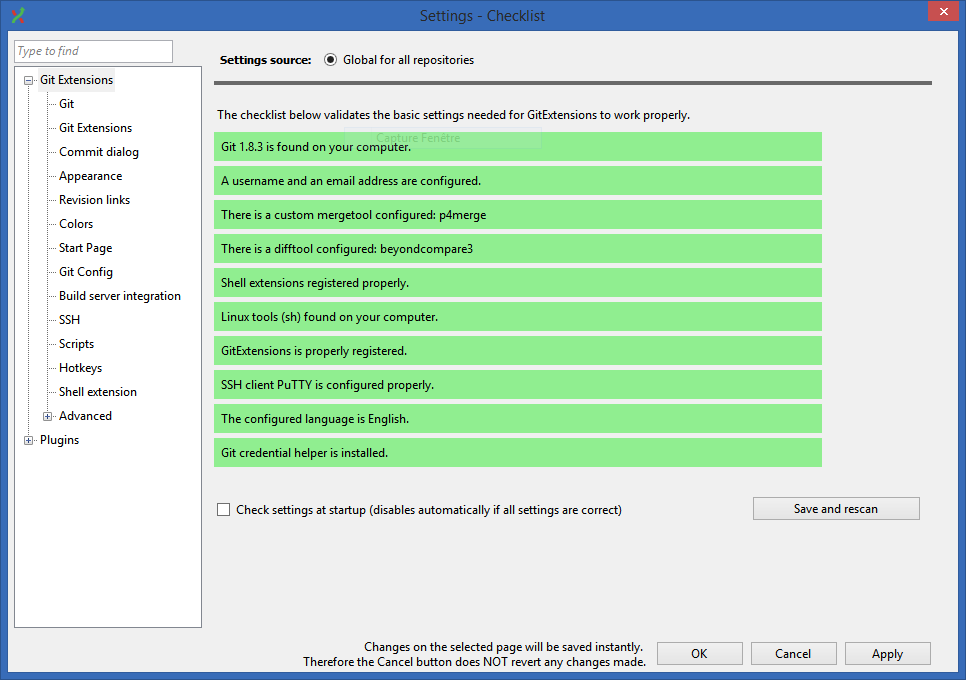 Settings - Checklist
Type to find
Git Extensions
Git
Git Extensions
Commit dialog
Appearance
Revision links
Colors
Start Page
Git Config
Build server integration
SSH
Scripts
Hotkeys
Shell extension
Advanced
Plugins
Settings source: Global for all repositories
The checklist below validates the basic settings needed for GitExtensions to work properly.
Capture Fenêtre
Git 1.8.3 is found on your computer.
A username and an email address are configured.
There is a custom mergetool configured: p4merge
There is a difftool configured: beyondcompare3
Shell extensions registered properly.
Linux tools (sh) found on your computer.
GitExtensions is properly registered.
SSH client PuTTY is configured properly.
The configured language is English.
Git credential helper is installed.
Check settings at startup (disables automatically if all settings are correct)
Save and rescan
Changes on the selected page will be saved instantly.
Therefore the Cancel button does NOT revert any changes made.
OK
Cancel
Apply